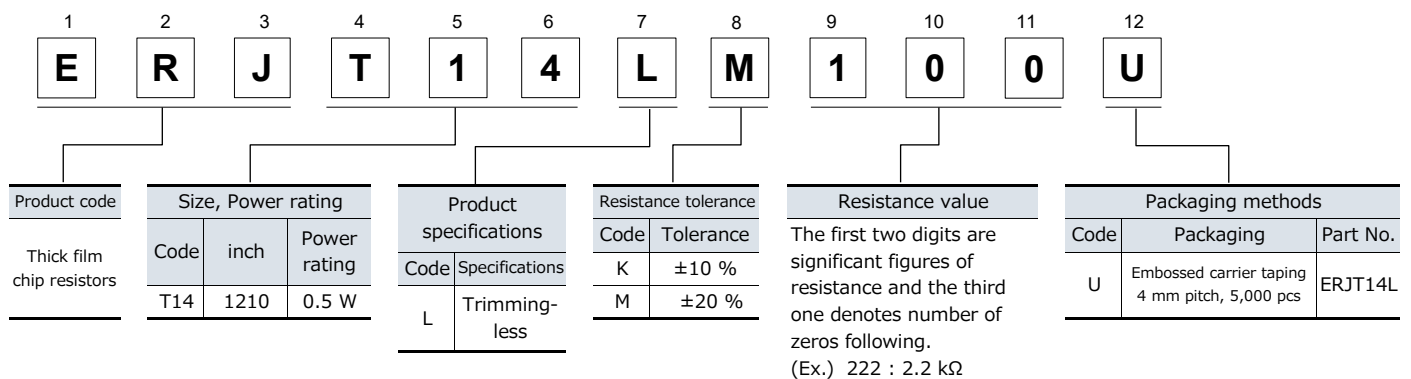 1 2 3 4 5 6 7 8 9 10 11 12
E R J T 1 4 L M 1 0 0 U
Product code
Thick film
chip resistors
Size, Power rating
Code inch Power
rating
T14 1210 0.5 W
Product
specifications
Code Specifications
L Trimming-
less
Resistance tolerance
Code Tolerance
K ±10 %
M ±20 %
Resistance value
The first two digits are
significant figures of
resistance and the third
one denotes number of
zeros following.
(Ex.) 222 : 2.2 kΩ
Packaging methods
Code Packaging Part No.
U Embossed carrier taping
4 mm pitch, 5,000 pcs ERJT14L